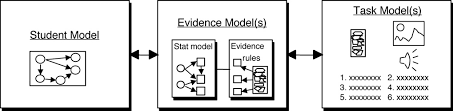 Student Model
Evidence Model(s)
Stat model
Evidence
rules
Task Model(s)
1. xxxxxxxx 2. xxxxxxxx
3. xxxxxxxx 4. xxxxxxxx
5. xxxxxxxx 6. xxxxxxxx